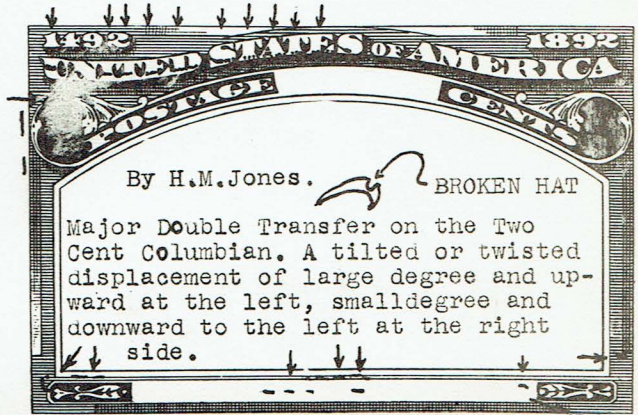 1492 1892
UNITED STATES OF AMERICA
POSTAGE CENTS
By H.M.Jones.
BROKEN HAT
Major Double Transfer on the Two
Cent Columbian. A tilted or twisted
displacement of large degree and up-
ward at the left, smalldegree and
downward to the left at the right
side.